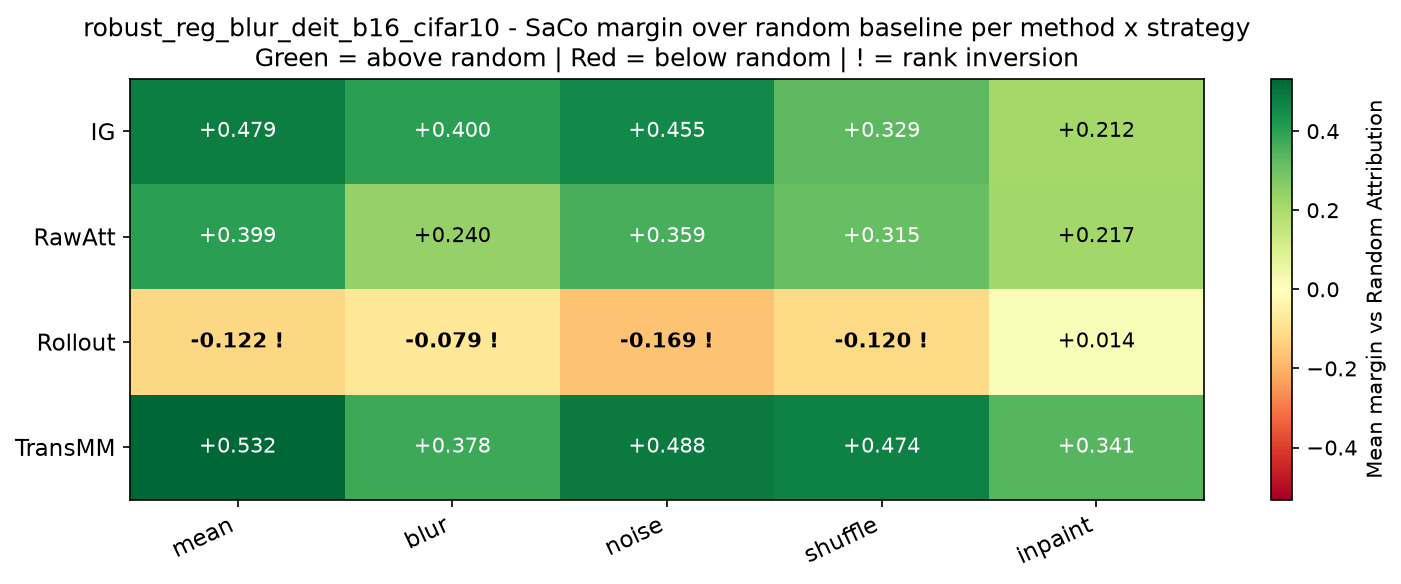 robust_reg_blur_deit_b16_cifar10 - SaCo margin over random baseline per method x strategy
Green = above random | Red = below random | ! = rank inversion
IG +0.479 +0.400 +0.455 +0.329 +0.212
RawAtt +0.399 +0.240 +0.359 +0.315 +0.217
Rollout -0.122 ! -0.079 ! -0.169 ! -0.120 ! +0.014
TransMM +0.532 +0.378 +0.488 +0.474 +0.341
mean blur noise shuffle inpaint
0.4
0.2
0.0
−0.2
−0.4
Mean margin vs Random Attribution